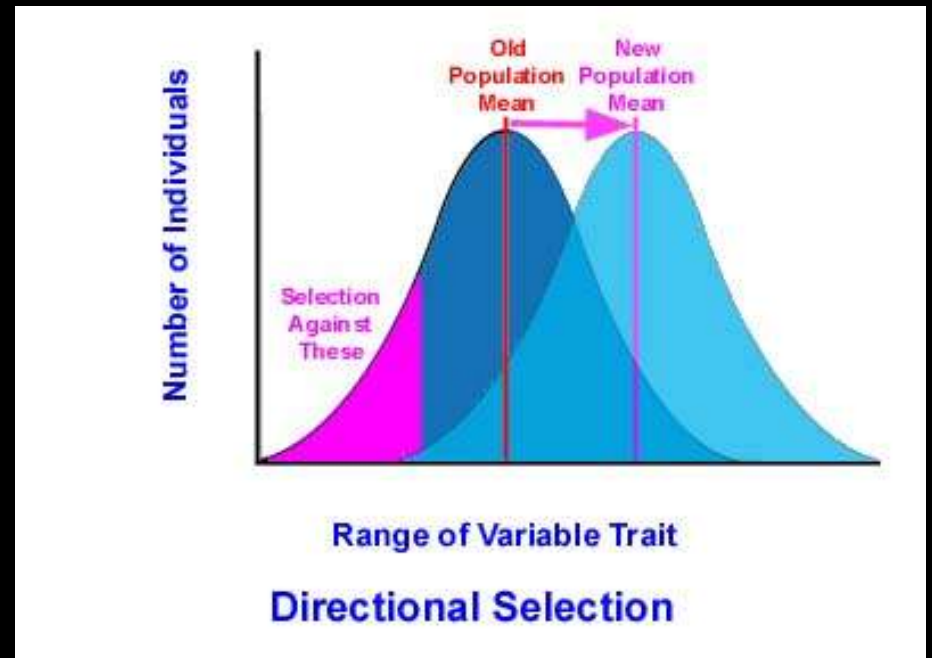 Old
Population
Mean
New
Population
Mean
Number of Individuals
Selection
Against
These
Range of Variable Trait
Directional Selection